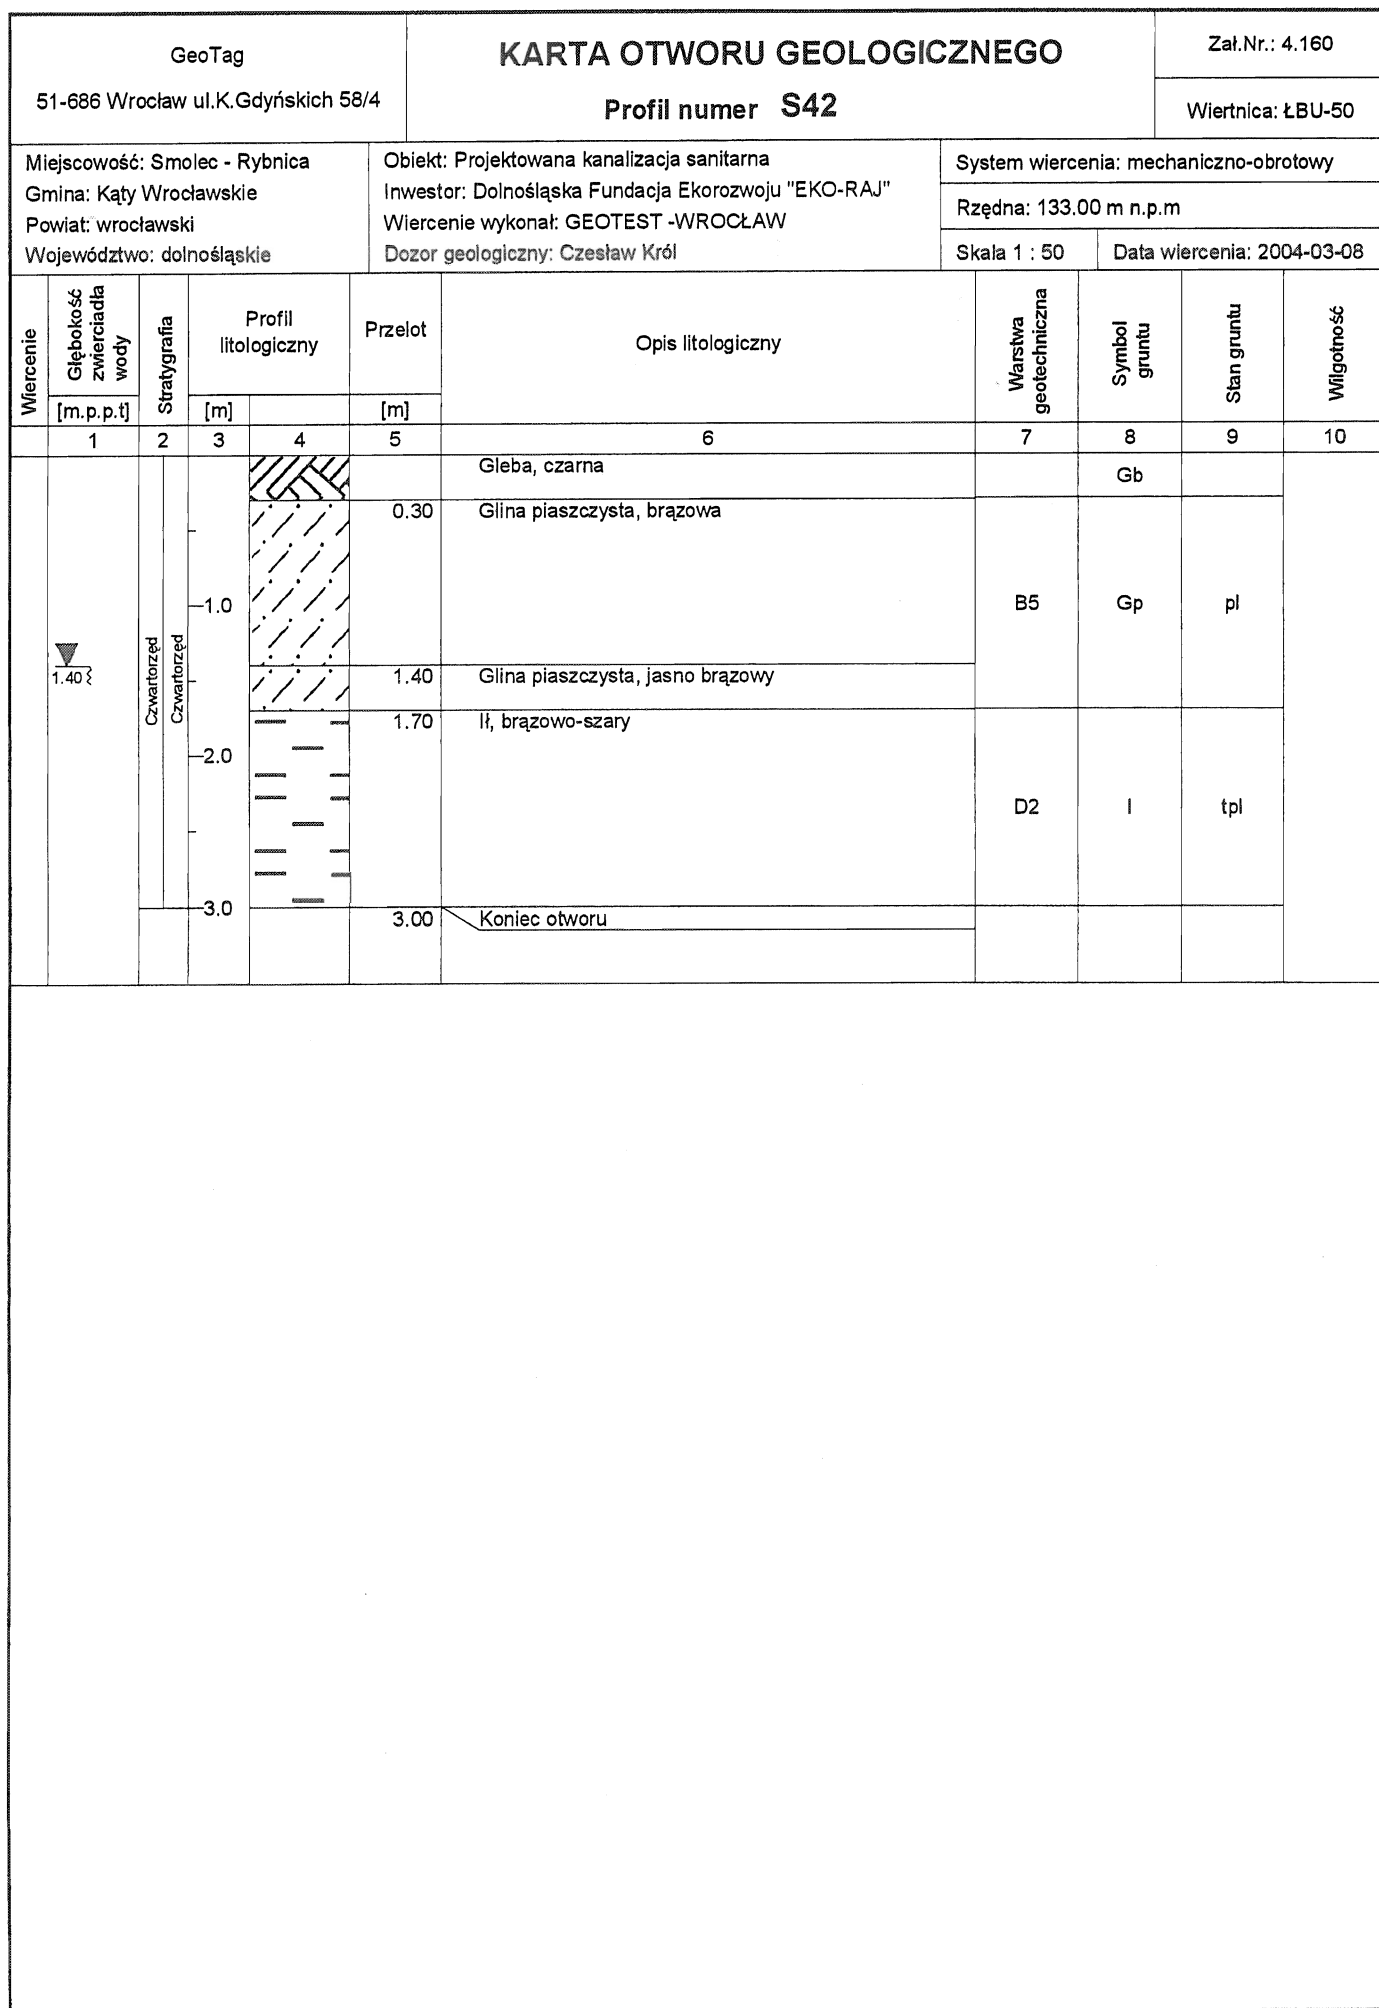 GeoTag
51-686 Wrocław ul.K.Gdyńskich 58/4
KARTA OTWORU GEOLOGICZNEGO
Profil numer S42
Zał.Nr.: 4.160
Wiertnica: ŁBU-50
Miejscowość: Smolec - Rybnica
Gmina: Kąty Wrocławskie
Powiat: wrocławski
Województwo: dolnośląskie
Obiekt: Projektowana kanalizacja sanitarna
Inwestor: Dolnośląska Fundacja Ekorozwoju "EKO-RAJ"
Wiercenie wykonał: GEOTEST -WROCŁAW
Dozor geologiczny: Czesław Król
System wiercenia: mechaniczno-obrotowy
Rzędna: 133.00 m n.p.m
Skala 1 : 50
Data wiercenia: 2004-03-08
Wiercenie
Głębokość
zwierciadła
wody
[m.p.p.t]
Stratygrafia
Profil
litologiczny
[m]
Przelot
[m]
Opis litologiczny
Warstwa
geotechniczna
Symbol
gruntu
Stan gruntu
Wilgotność
1 2 3 4 5 6 7 8 9 10
Gleba, czarna
Gb
0.30 Glina piaszczysta, brązowa
1.0
B5 Gp pl
Czwartorzęd
Czwartorzęd
1.40
1.40 Glina piaszczysta, jasno brązowy
1.70 Ił, brązowo-szary
2.0
D2 I tpl
3.0
3.00 Koniec otworu